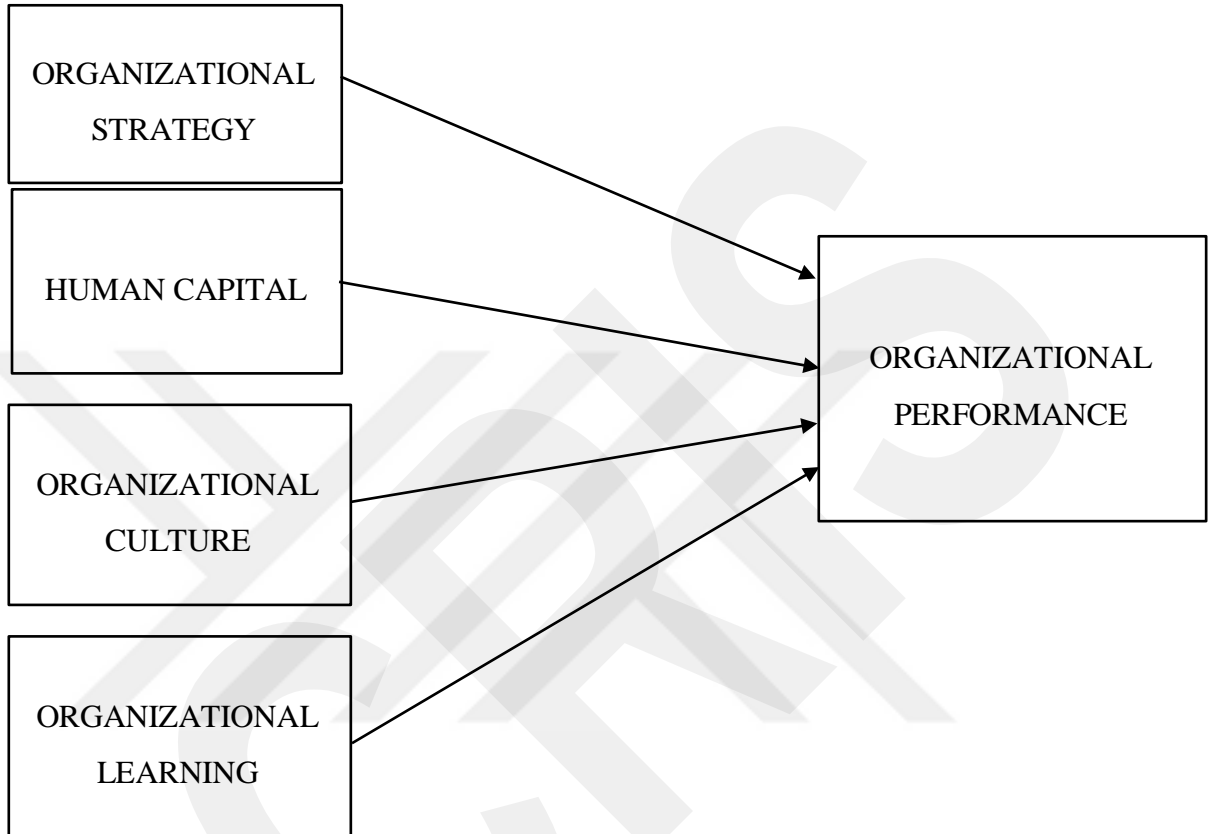 ORGANIZATIONAL
STRATEGY
HUMAN CAPITAL
ORGANIZATIONAL
PERFORMANCE
ORGANIZATIONAL
CULTURE
ORGANIZATIONAL
LEARNING